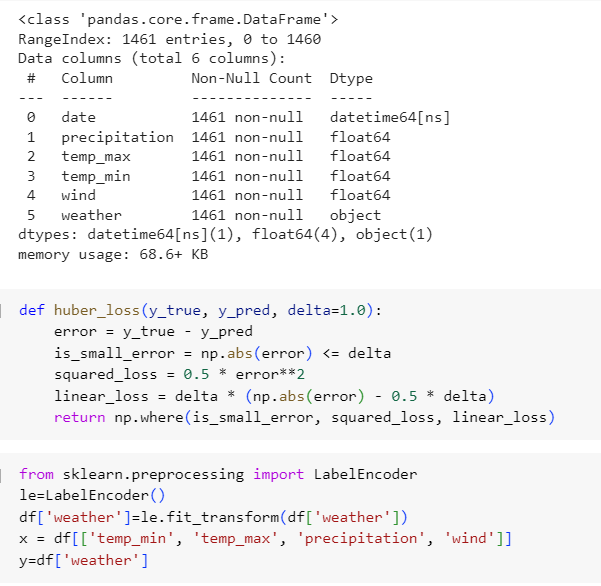 <class 'pandas.core.frame.DataFrame'>
RangeIndex: 1461 entries, 0 to 1460
Data columns (total 6 columns):
 #   Column         Non-Null Count  Dtype
---  ------         --------------  -----
 0   date           1461 non-null   datetime64[ns]
 1   precipitation  1461 non-null   float64
 2   temp_max       1461 non-null   float64
 3   temp_min       1461 non-null   float64
 4   wind           1461 non-null   float64
 5   weather        1461 non-null   object
dtypes: datetime64[ns](1), float64(4), object(1)
memory usage: 68.6+ KB
def huber_loss(y_true, y_pred, delta=1.0):
    error = y_true - y_pred
    is_small_error = np.abs(error) <= delta
    squared_loss = 0.5 * error**2
    linear_loss = delta * (np.abs(error) - 0.5 * delta)
    return np.where(is_small_error, squared_loss, linear_loss)
from sklearn.preprocessing import LabelEncoder
le=LabelEncoder()
df['weather']=le.fit_transform(df['weather'])
x = df[['temp_min', 'temp_max', 'precipitation', 'wind']]
y=df['weather']